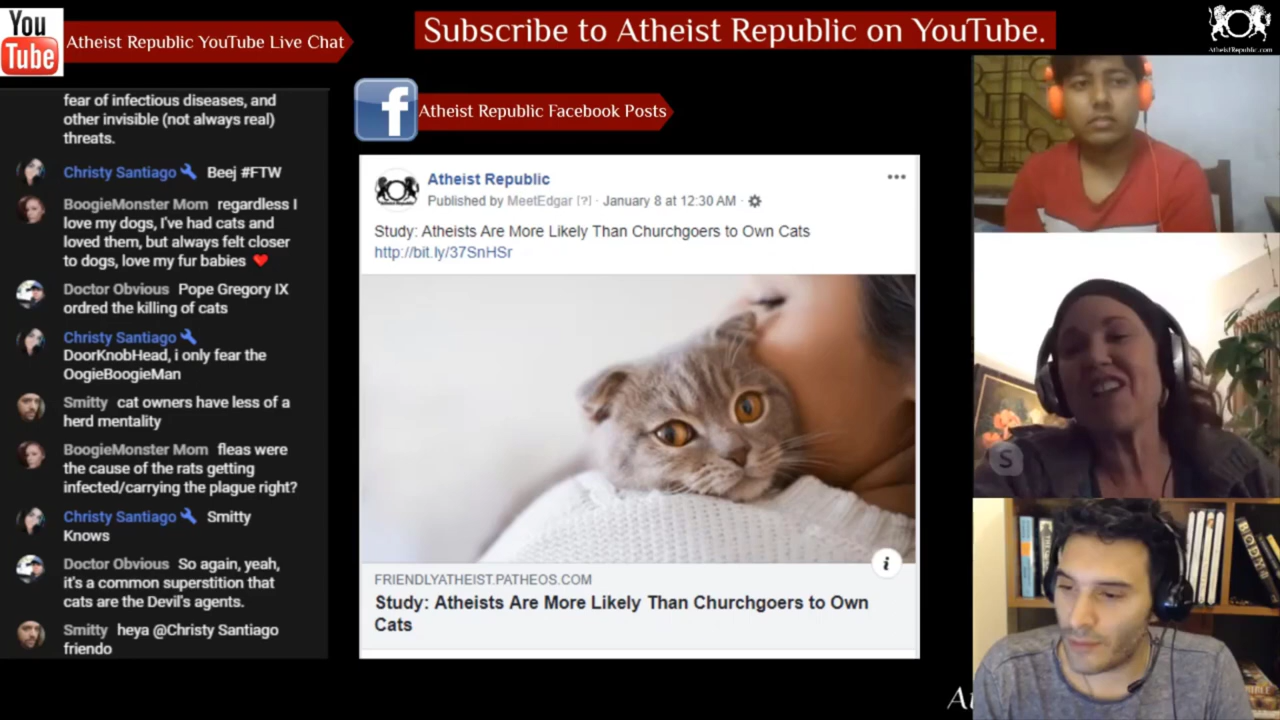 You
Tube
Atheist Republic YouTube Live Chat
Subscribe to Atheist Republic on YouTube.
AtheistRepublic.com
fear of infectious diseases, and
other invisible (not always real)
threats.
Christy Santiago Beej #FTW
BoogieMonster Mom regardless I
love my dogs, I've had cats and
loved them, but always felt closer
to dogs, love my fur babies
Doctor Obvious Pope Gregory IX
ordred the killing of cats
Christy Santiago
DoorKnobHead, i only fear the
OogieBoogieMan
Smitty cat owners have less of a
herd mentality
BoogieMonster Mom fleas were
the cause of the rats getting
infected/carrying the plague right?
Christy Santiago Smitty
Knows
Doctor Obvious So again, yeah,
it's a common superstition that
cats are the Devil's agents.
Smitty heya @Christy Santiago
friendo
f
Atheist Republic Facebook Posts
Atheist Republic
Published by MeetEdgar [?] · January 8 at 12:30 AM ·
Study: Atheists Are More Likely Than Churchgoers to Own Cats
http://bit.ly/37SnHSr
i
FRIENDLYATHEIST.PATHEOS.COM
Study: Atheists Are More Likely Than Churchgoers to Own
Cats
S
At